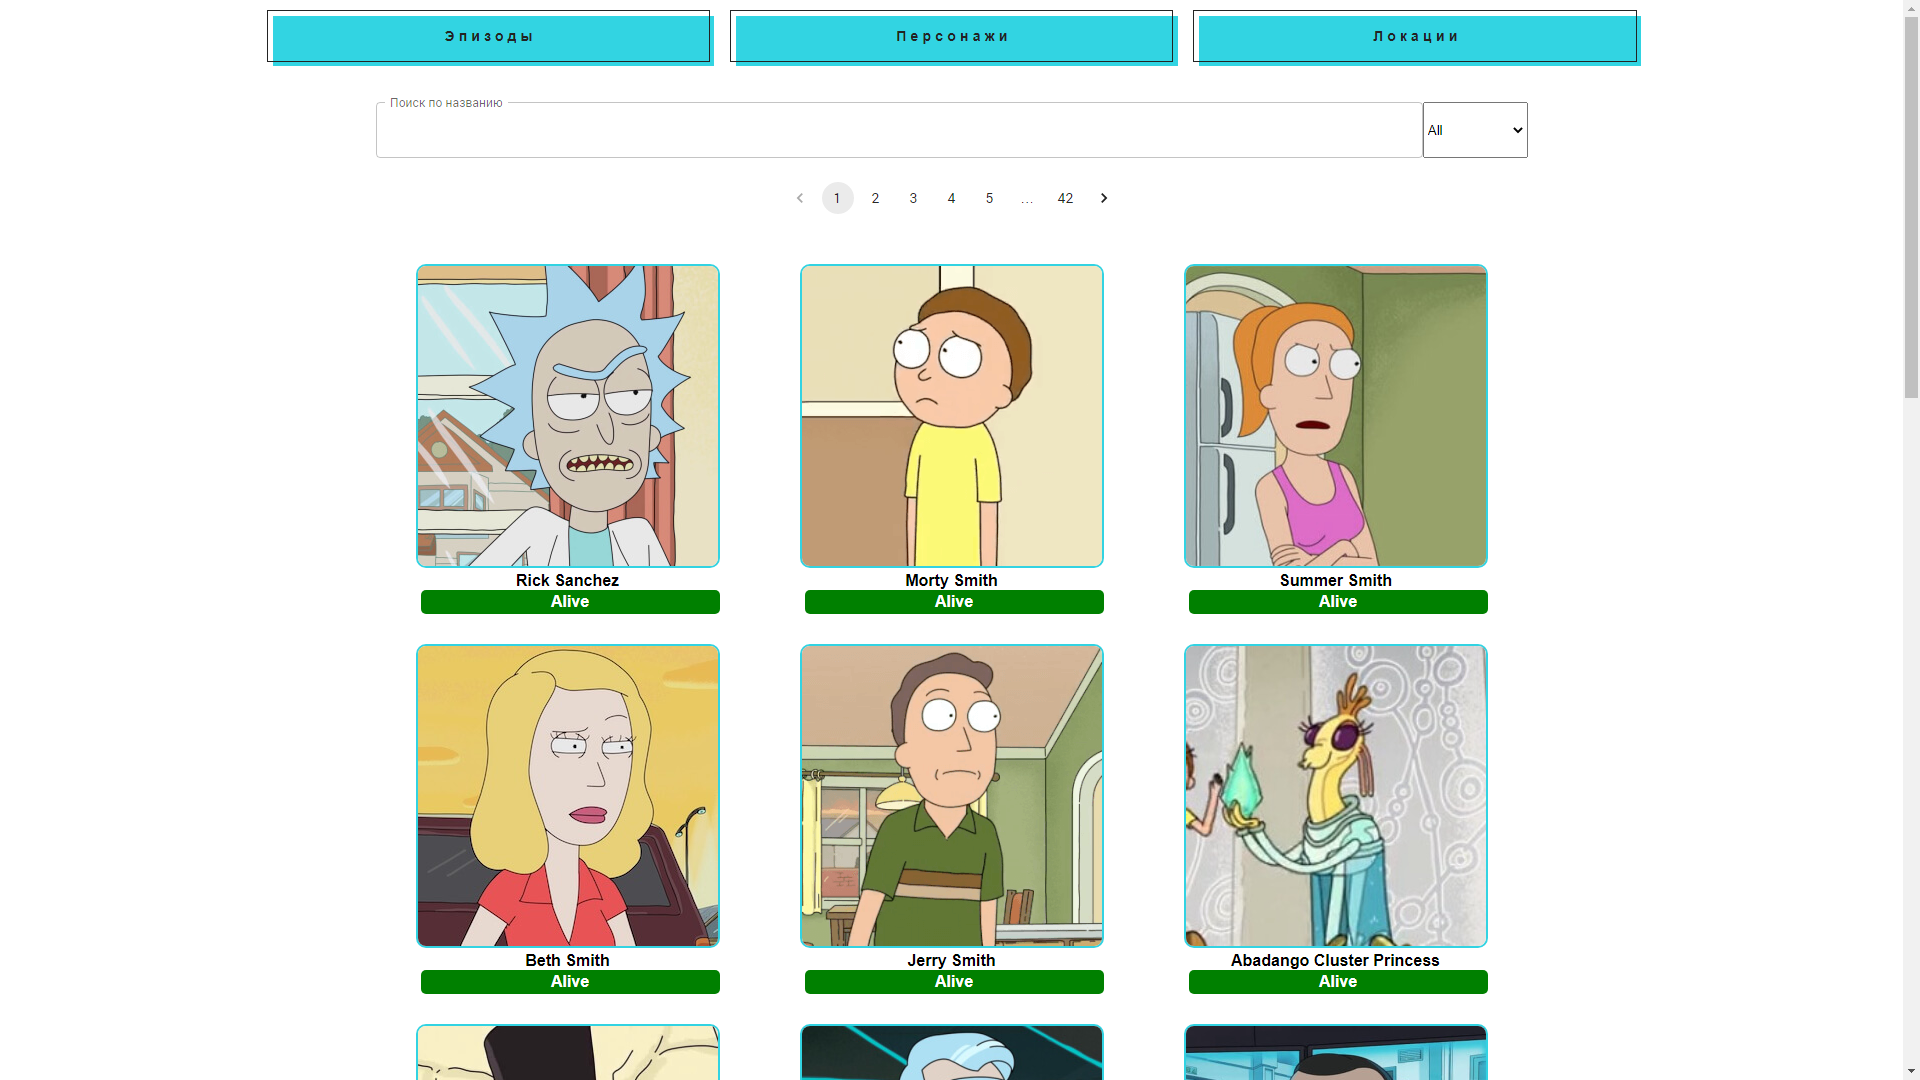 Эпизоды Персонажи Локации
Поиск по названию
All
1 2 3 4 5 ... 42
Rick Sanchez Morty Smith Summer Smith
Alive Alive Alive
Beth Smith Jerry Smith Abadango Cluster Princess
Alive Alive Alive